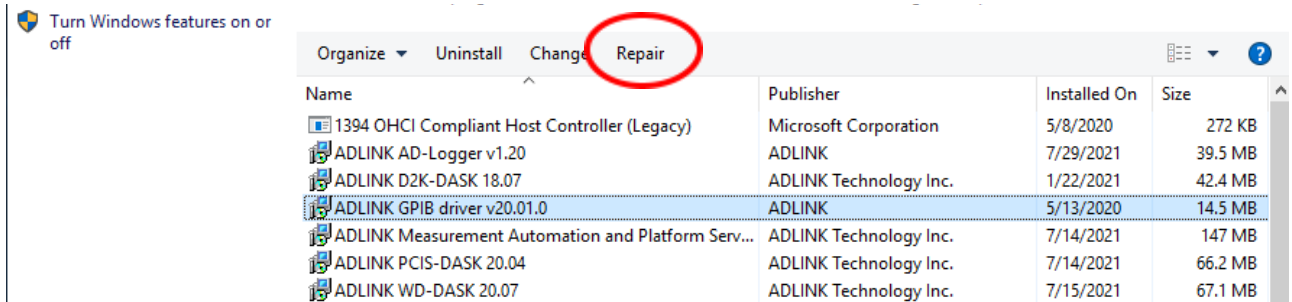 Turn Windows features on or
off
Organize Uninstall Change Repair
Name Publisher Installed On Size
1394 OHCI Compliant Host Controller (Legacy) Microsoft Corporation 5/8/2020 272 KB
ADLINK AD-Logger v1.20 ADLINK 7/29/2021 39.5 MB
ADLINK D2K-DASK 18.07 ADLINK Technology Inc. 1/22/2021 42.4 MB
ADLINK GPIB driver v20.01.0 ADLINK 5/13/2020 14.5 MB
ADLINK Measurement Automation and Platform Serv... ADLINK Technology Inc. 7/14/2021 147 MB
ADLINK PCIS-DASK 20.04 ADLINK Technology Inc. 7/14/2021 66.2 MB
ADLINK WD-DASK 20.07 ADLINK Technology Inc. 7/15/2021 67.1 MB